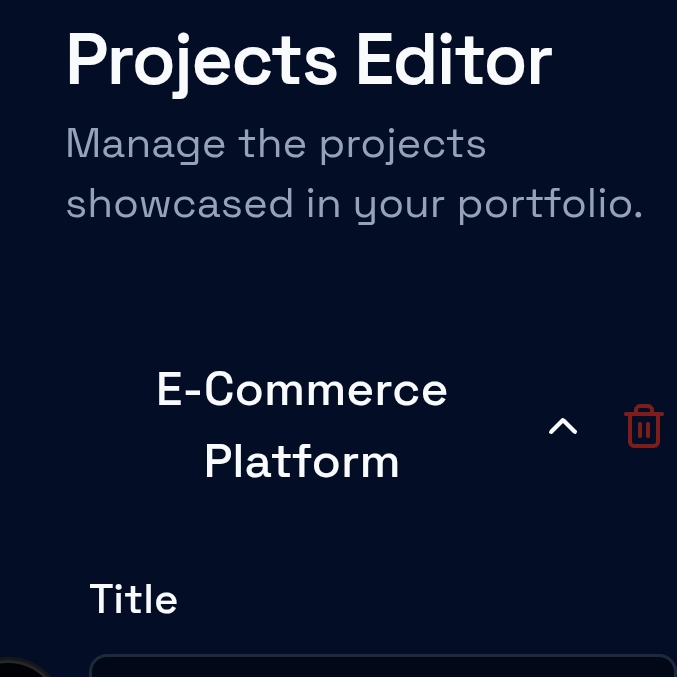 Projects Editor
Manage the projects
showcased in your portfolio.
E-Commerce
Platform
Title